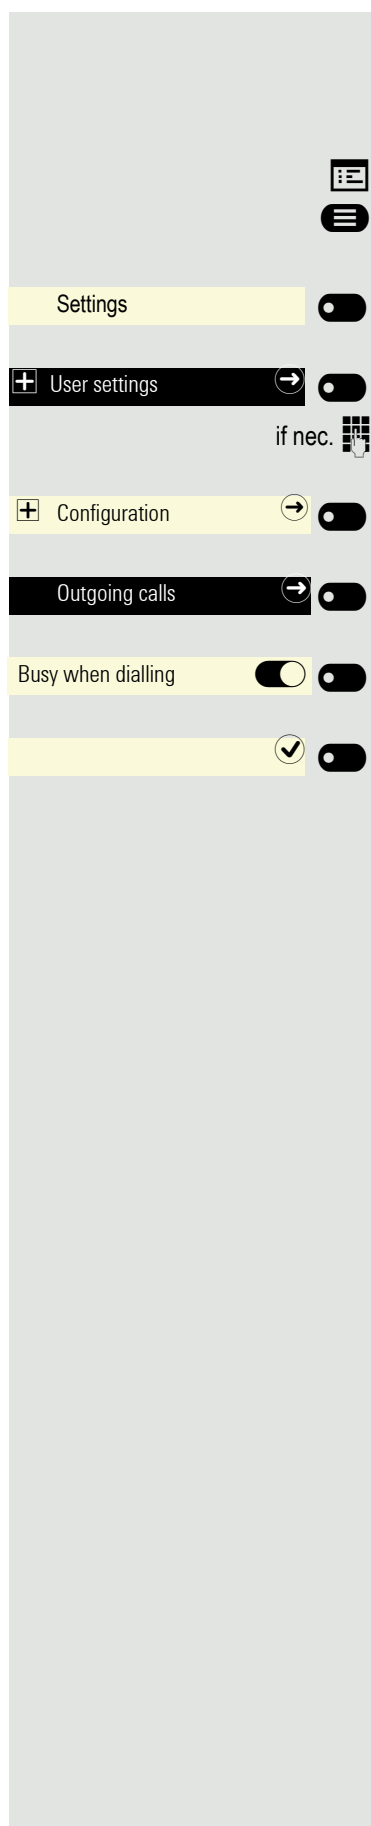 Settings
User settings
if nec.
Configuration
Outgoing calls
Busy when dialling